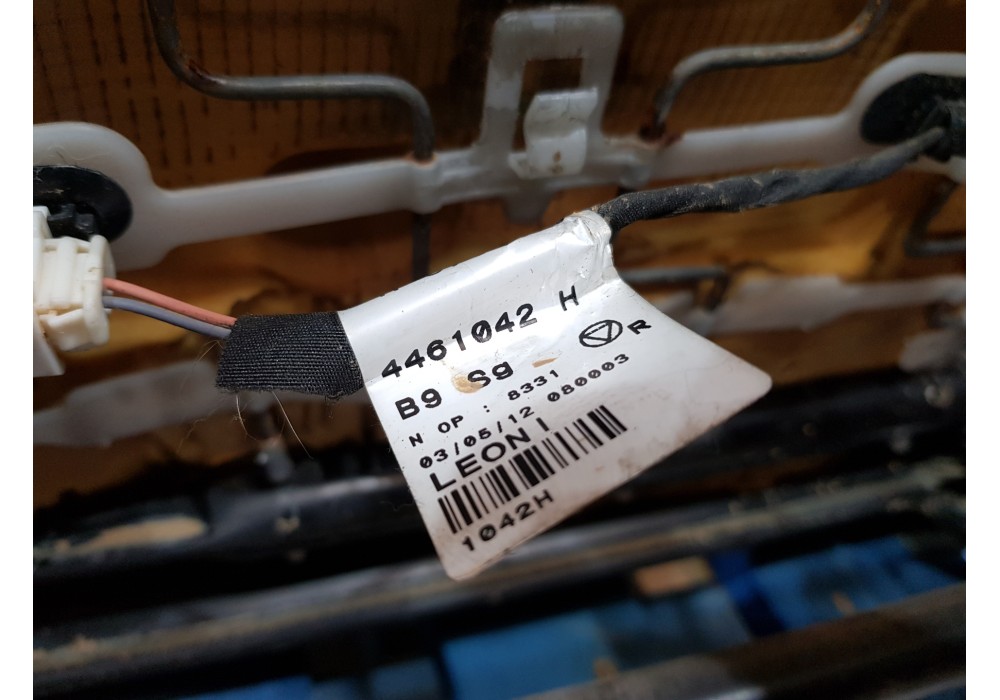 4461042 H
B9 Sg - R
N OP : 8331
03/05/12 080003
LEONI
1042H